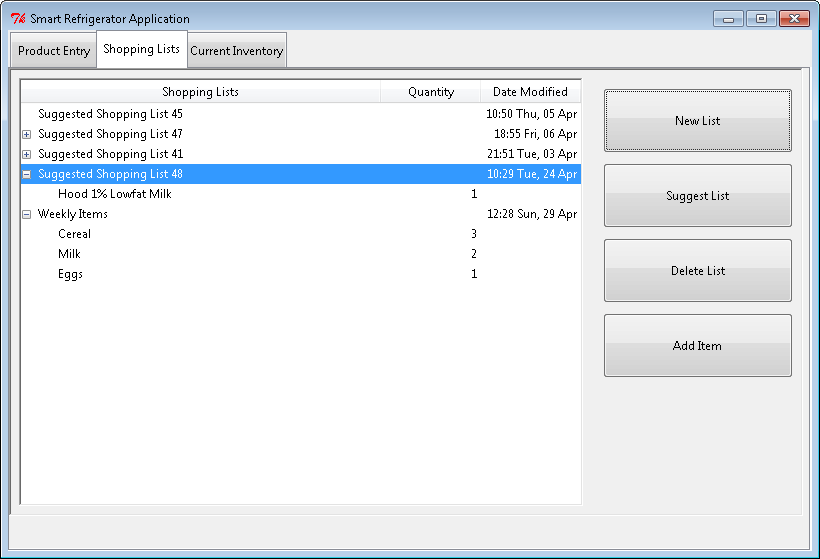 Smart Refrigerator Application
Product Entry Shopping Lists Current Inventory
Shopping Lists Quantity Date Modified
Suggested Shopping List 45 10:50 Thu, 05 Apr
Suggested Shopping List 47 18:55 Fri, 06 Apr
Suggested Shopping List 41 21:51 Tue, 03 Apr
Suggested Shopping List 48 10:29 Tue, 24 Apr
Hood 1% Lowfat Milk 1
Weekly Items 12:28 Sun, 29 Apr
Cereal 3
Milk 2
Eggs 1
New List
Suggest List
Delete List
Add Item